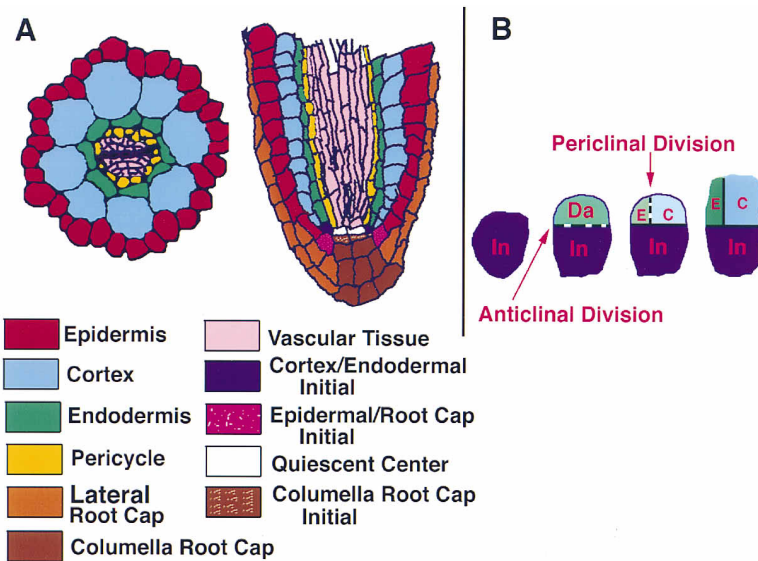 A
B
Periclinal Division
Da
E
C
E
C
In
In
In
In
Anticlinal Division
Epidermis
Vascular Tissue
Cortex
Cortex/Endodermal
Initial
Endodermis
Epidermal/Root Cap
Initial
Pericycle
Quiescent Center
Lateral
Root Cap
Columella Root Cap
Initial
Columella Root Cap